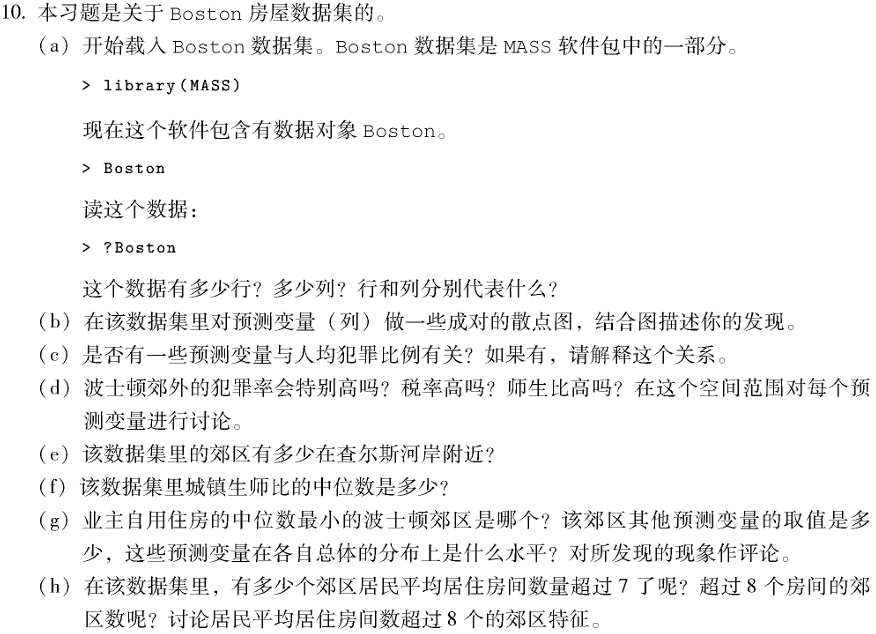 10. 本习题是关于 Boston 房屋数据集的。
(a) 开始载入 Boston 数据集。Boston 数据集是 MASS 软件包中的一部分。
> library(MASS)
现在这个软件包含有数据对象 Boston。
> Boston
读这个数据：
> ?Boston
这个数据有多少行？多少列？行和列分别代表什么？
(b) 在该数据集里对预测变量（列）做一些成对的散点图，结合图描述你的发现。
(c) 是否有一些预测变量与人均犯罪比例有关？如果有，请解释这个关系。
(d) 波士顿郊外的犯罪率会特别高吗？税率高吗？师生比高吗？在这个空间范围对每个预
测变量进行讨论。
(e) 该数据集里的郊区有多少在查尔斯河岸附近？
(f) 该数据集里城镇生师比的中位数是多少？
(g) 业主自用住房的中位数最小的波士顿郊区是哪个？该郊区其他预测变量的取值是多
少，这些预测变量在各自总体的分布上是什么水平？对所发现的现象作评论。
(h) 在该数据集里，有多少个郊区居民平均居住房间数量超过 7 了呢？超过 8 个房间的郊
区数呢？讨论居民平均居住房间数超过 8 个的郊区特征。